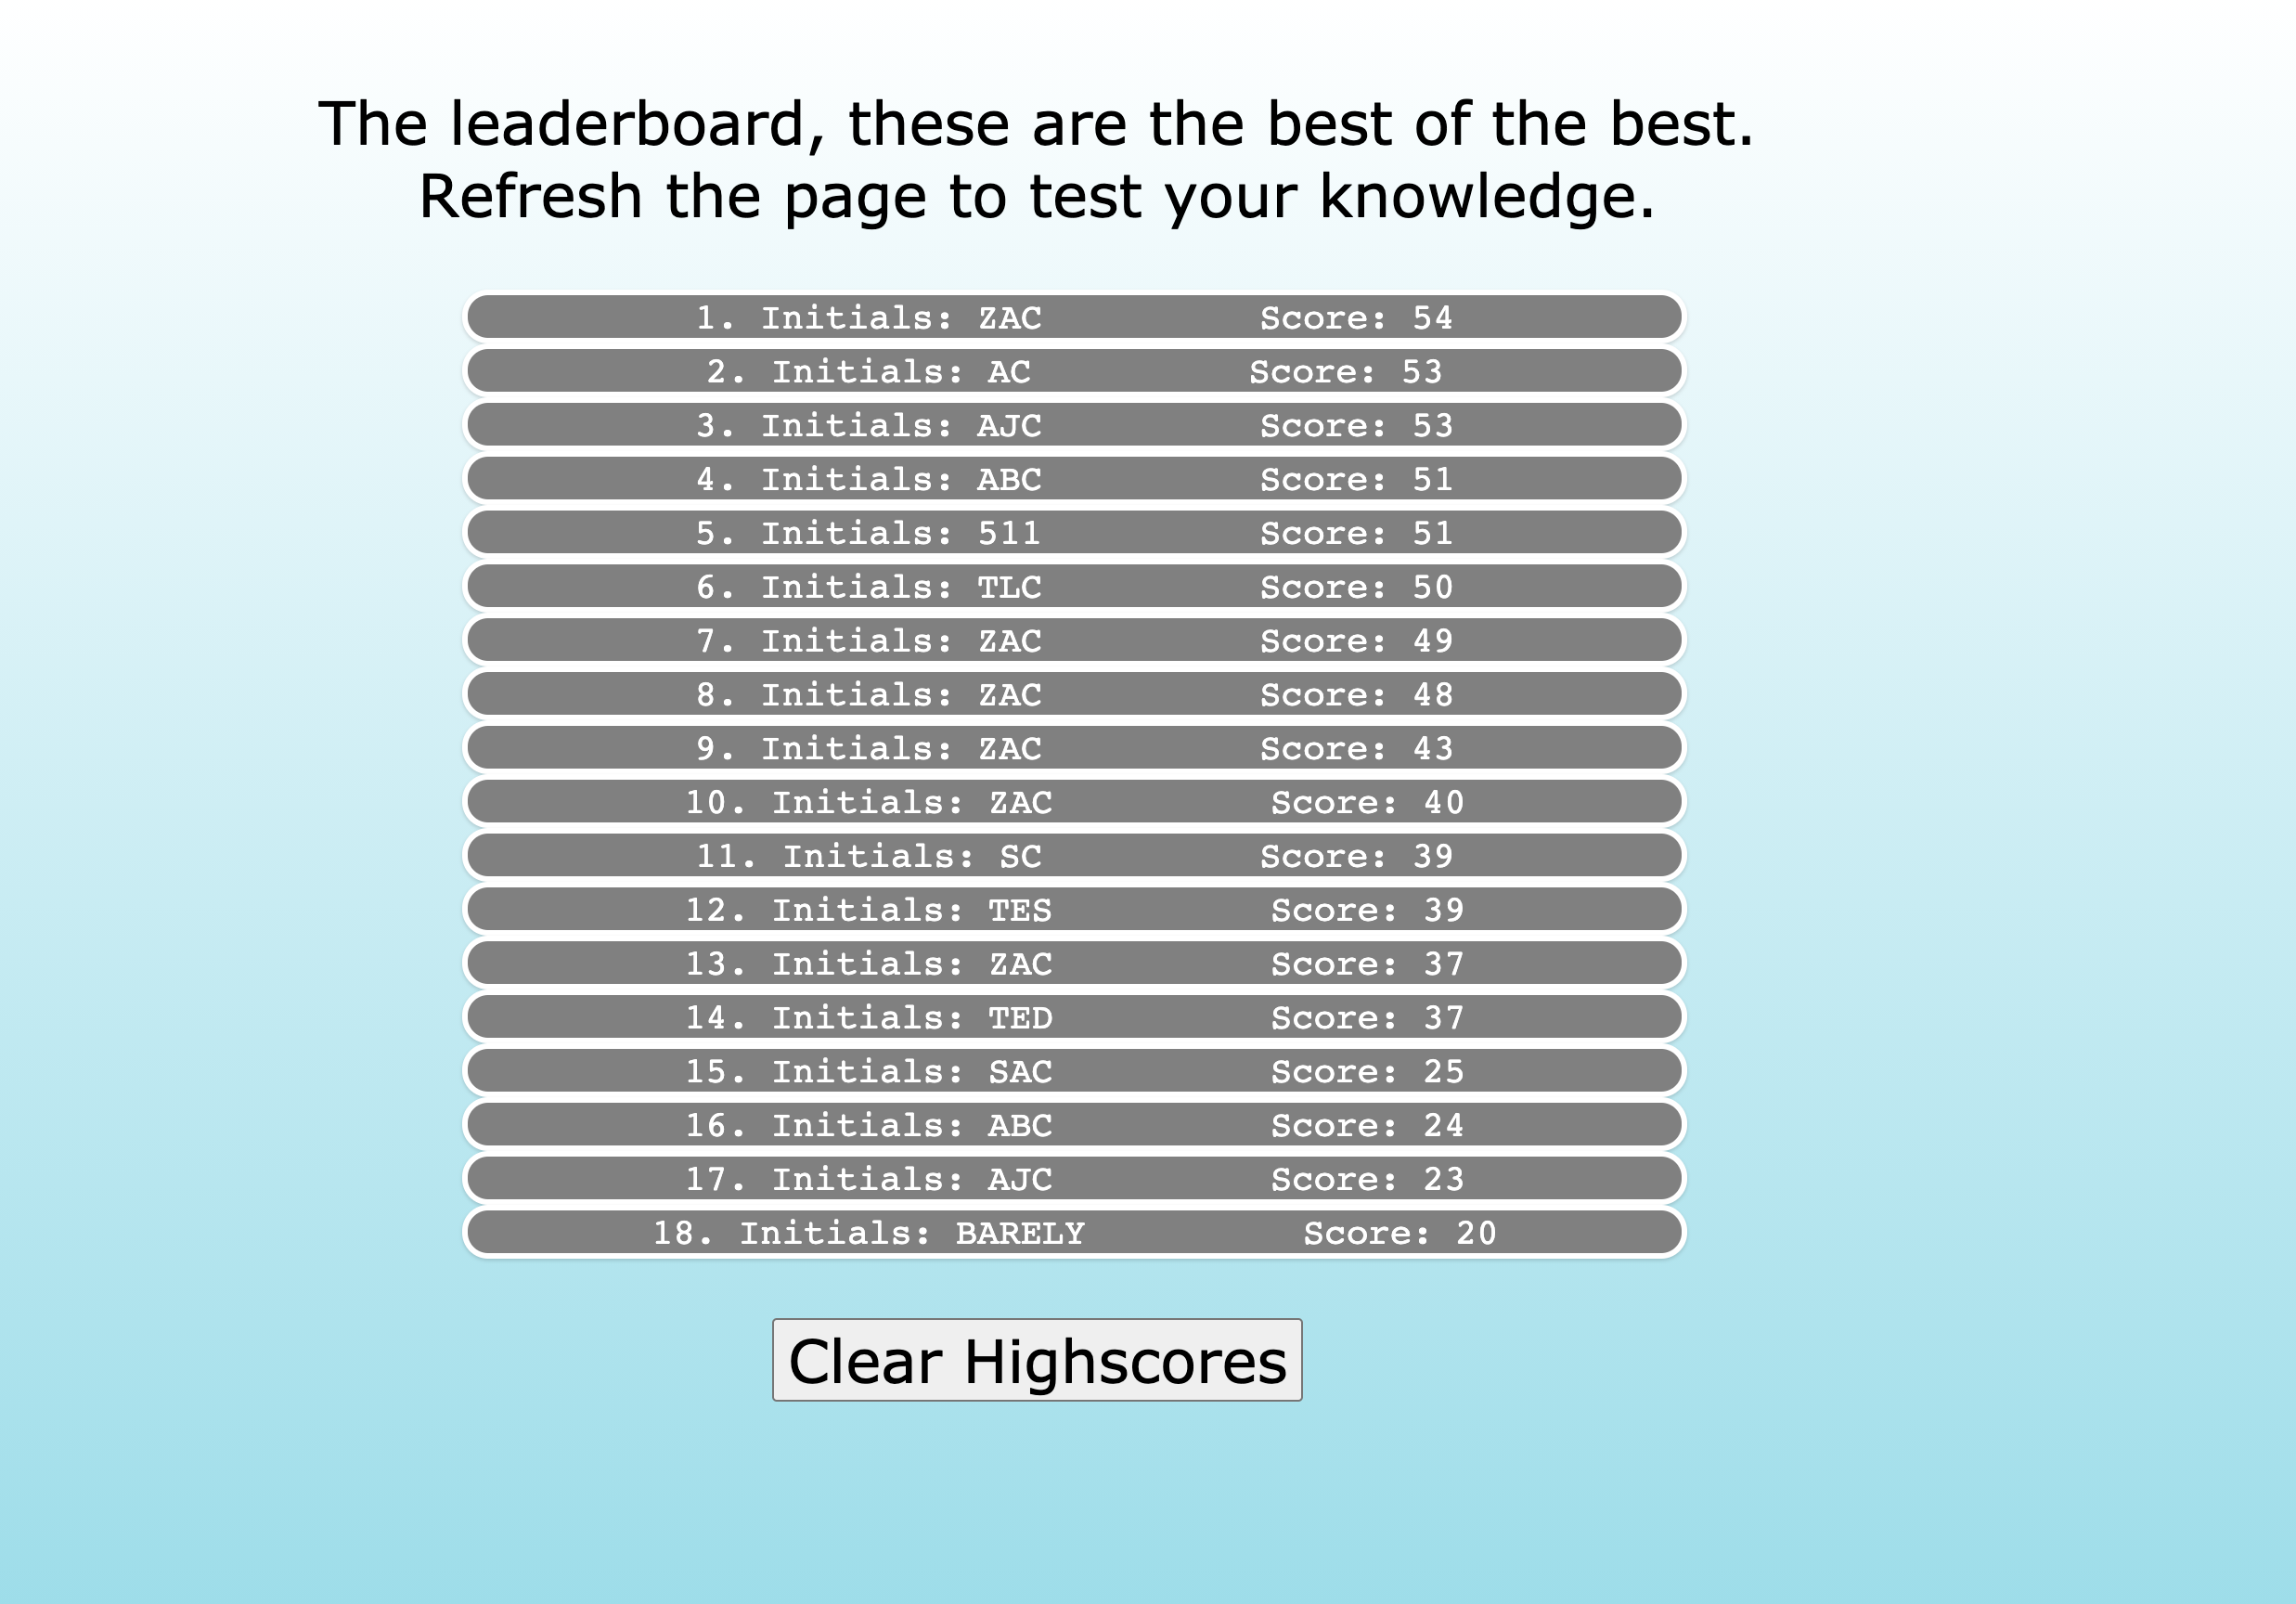 The leaderboard, these are the best of the best.
Refresh the page to test your knowledge.
1. Initials: ZAC Score: 54
2. Initials: AC Score: 53
3. Initials: AJC Score: 53
4. Initials: ABC Score: 51
5. Initials: 511 Score: 51
6. Initials: TLC Score: 50
7. Initials: ZAC Score: 49
8. Initials: ZAC Score: 48
9. Initials: ZAC Score: 43
10. Initials: ZAC Score: 40
11. Initials: SC Score: 39
12. Initials: TES Score: 39
13. Initials: ZAC Score: 37
14. Initials: TED Score: 37
15. Initials: SAC Score: 25
16. Initials: ABC Score: 24
17. Initials: AJC Score: 23
18. Initials: BARELY Score: 20
Clear Highscores